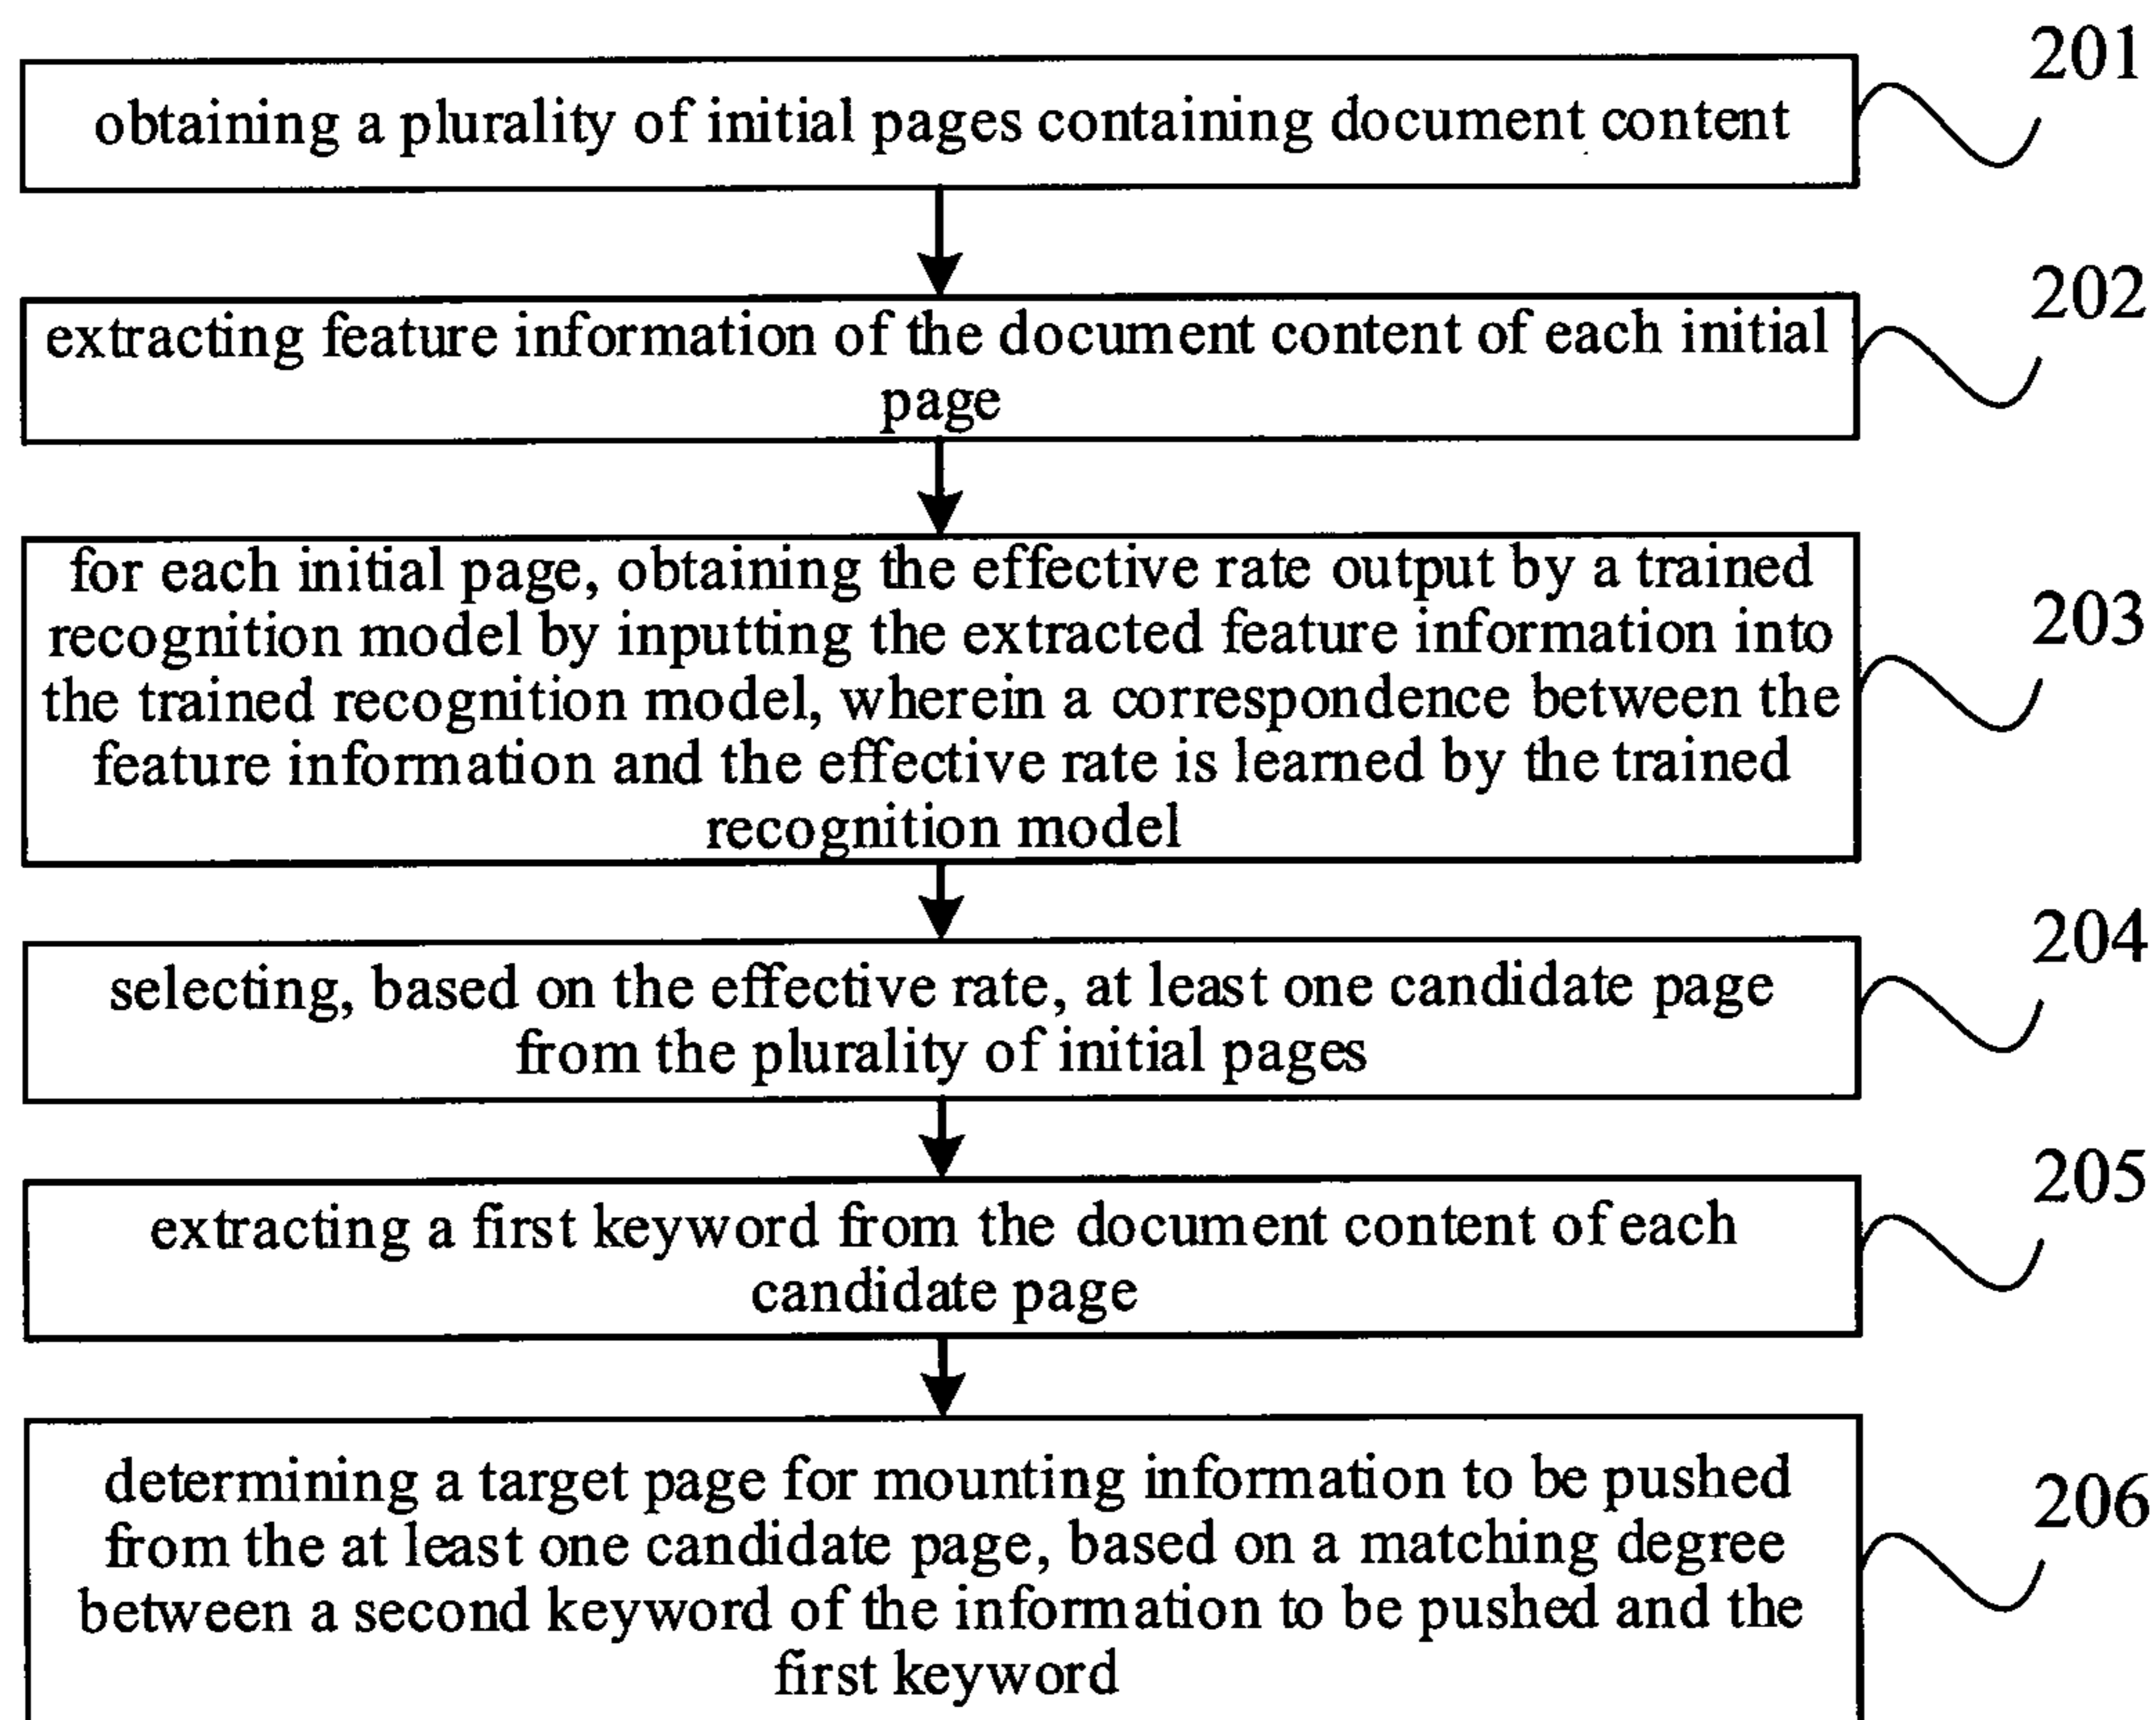 201
obtaining a plurality of initial pages containing document content
202
extracting feature information of the document content of each initial
page
for each initial page, obtaining the effective rate output by a trained
203
recognition model by inputting the extracted feature information into
the trained recognition model, wherein a correspondence between the
feature information and the effective rate is learned by the trained
recognition model
204
selecting, based on the effective rate, at least one candidate page
from the plurality of initial pages
205
extracting a first keyword from the document content of each
candidate page
determining a target page for mounting information to be pushed
206
from the at least one candidate page, based on a matching degree
between a second keyword of the information to be pushed and the
first keyword